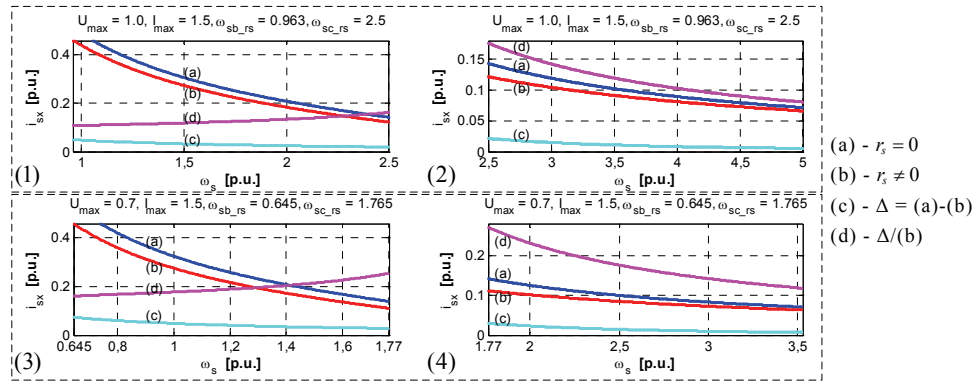 U_max = 1.0, I_max = 1.5, ω_sb_rs = 0.963, ω_sc_rs = 2.5
i_sx [p.u.]
0.4
0.2
0
(a)
(b)
(d)
(c)
1 1,5 2 2.5
ω_s [p.u.]
(1)
U_max = 1.0, I_max = 1.5, ω_sb_rs = 0.963, ω_sc_rs = 2.5
i_sx [p.u.]
0.15
0.1
0.05
0
(d)
(a)
(b)
(c)
2,5 3 3,5 4 4,5 5
ω_s [p.u.]
(2)
U_max = 0.7, I_max = 1.5, ω_sb_rs = 0.645, ω_sc_rs = 1.765
i_sx [p.u.]
0.4
0.2
0
(a)
(b)
(d)
(c)
0.645 0,8 1 1,2 1,4 1,6 1,77
ω_s [p.u.]
(3)
U_max = 0.7, I_max = 1.5, ω_sb_rs = 0.645, ω_sc_rs = 1.765
i_sx [p.u.]
0.2
0.1
0
(d)
(a)
(b)
(c)
1.77 2 2,5 3 3,5
ω_s [p.u.]
(4)
(a) - r_s = 0
(b) - r_s ≠ 0
(c) - Δ = (a)-(b)
(d) - Δ/(b)